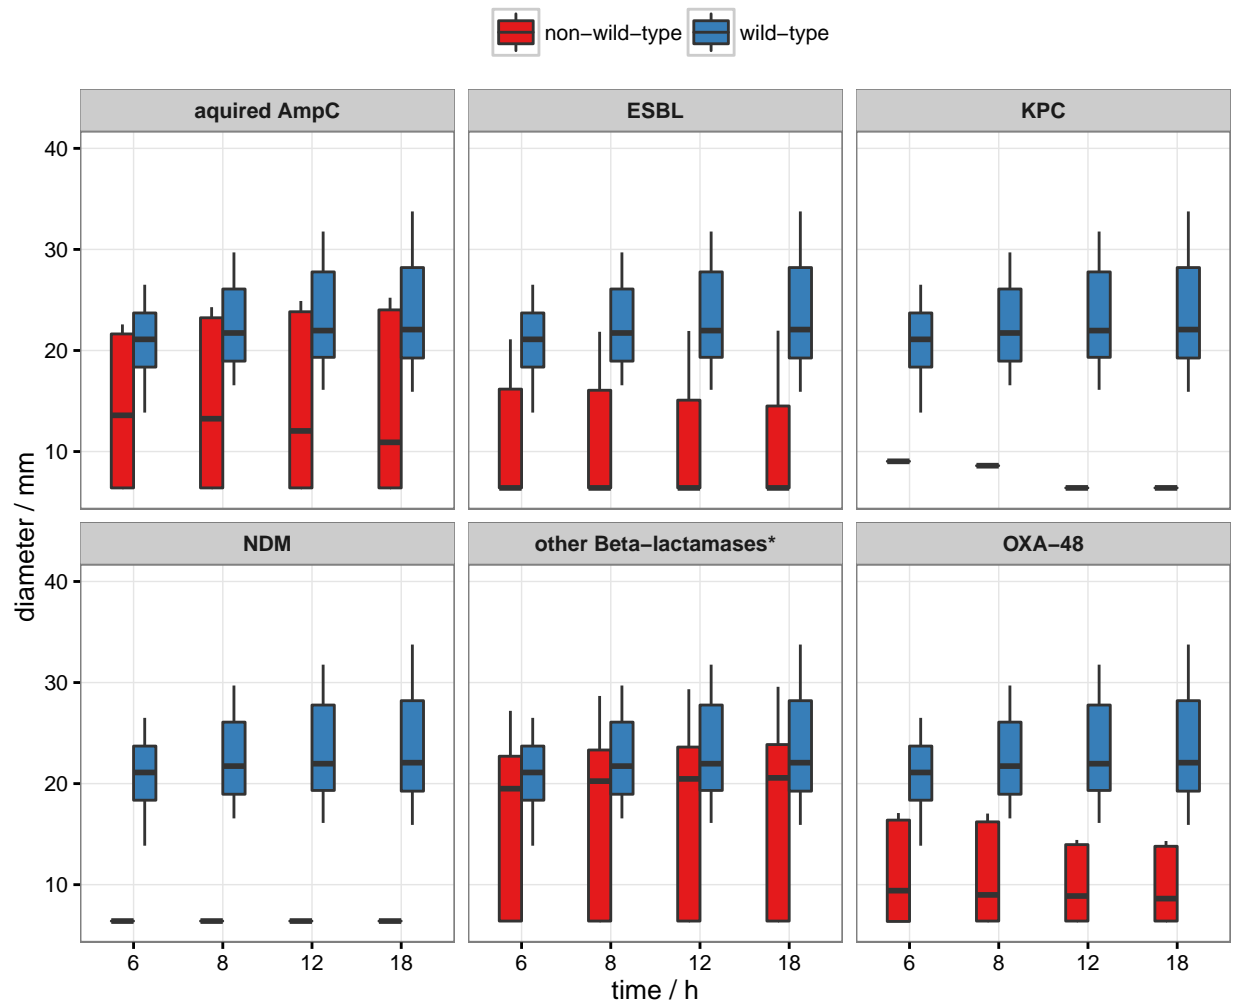 non−wild−type wild−type
aquired AmpC ESBL KPC
40
30
20
10
NDM other Beta−lactamases* OXA−48
40
30
20
10
diameter / mm
6 8 12 18 6 8 12 18 6 8 12 18
time / h